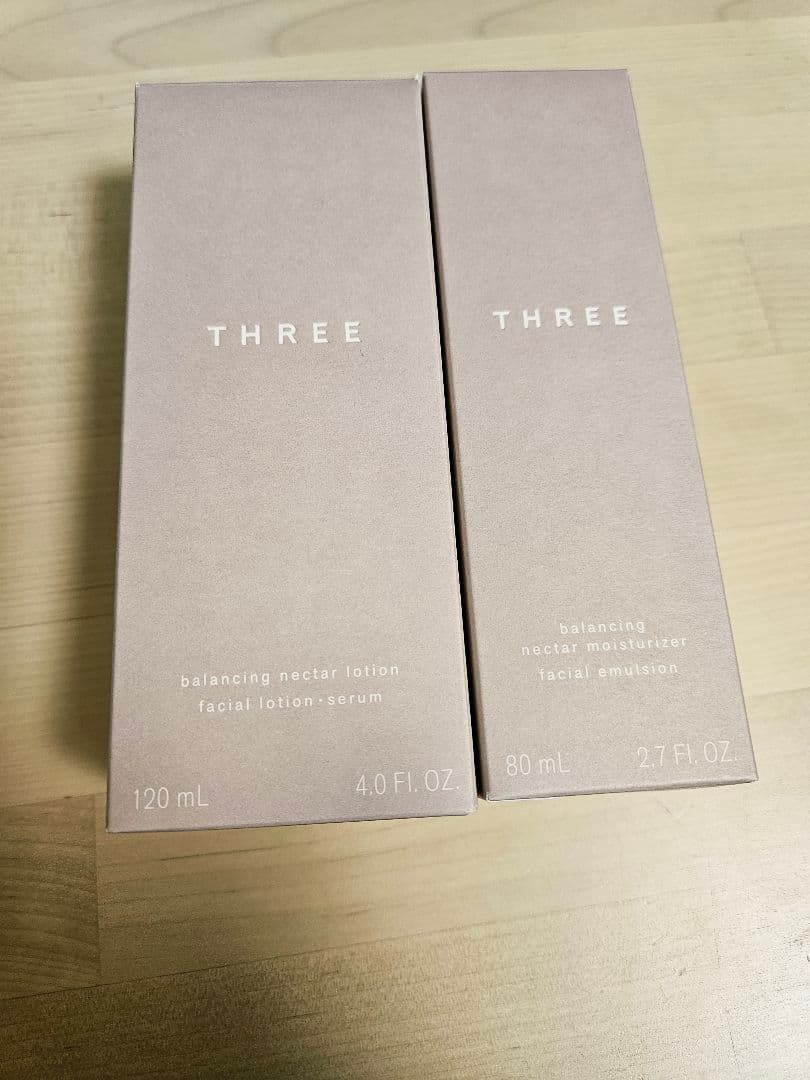 THREE
balancing nectar lotion
facial lotion・serum
120 mL
4.0 Fl. OZ.
THREE
balancing
nectar moisturizer
facial emulsion
80 mL
2.7 Fl. OZ.